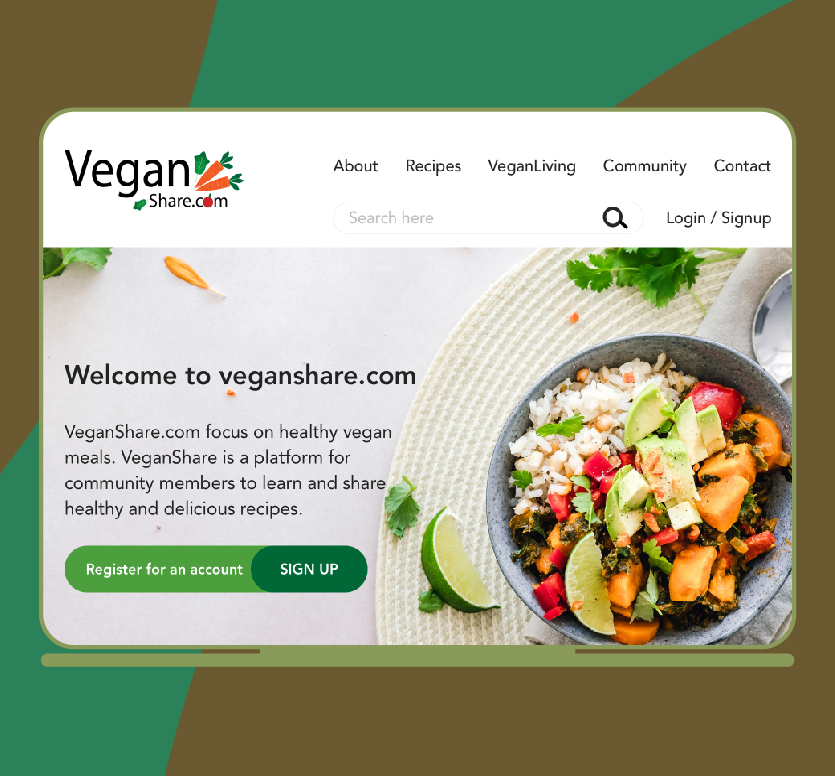 Vegan
Share.com
About Recipes VeganLiving Community Contact
Search here
Login / Signup
Welcome to veganshare.com
VeganShare.com focus on healthy vegan
meals. VeganShare is a platform for
community members to learn and share
healthy and delicious recipes.
Register for an account SIGN UP